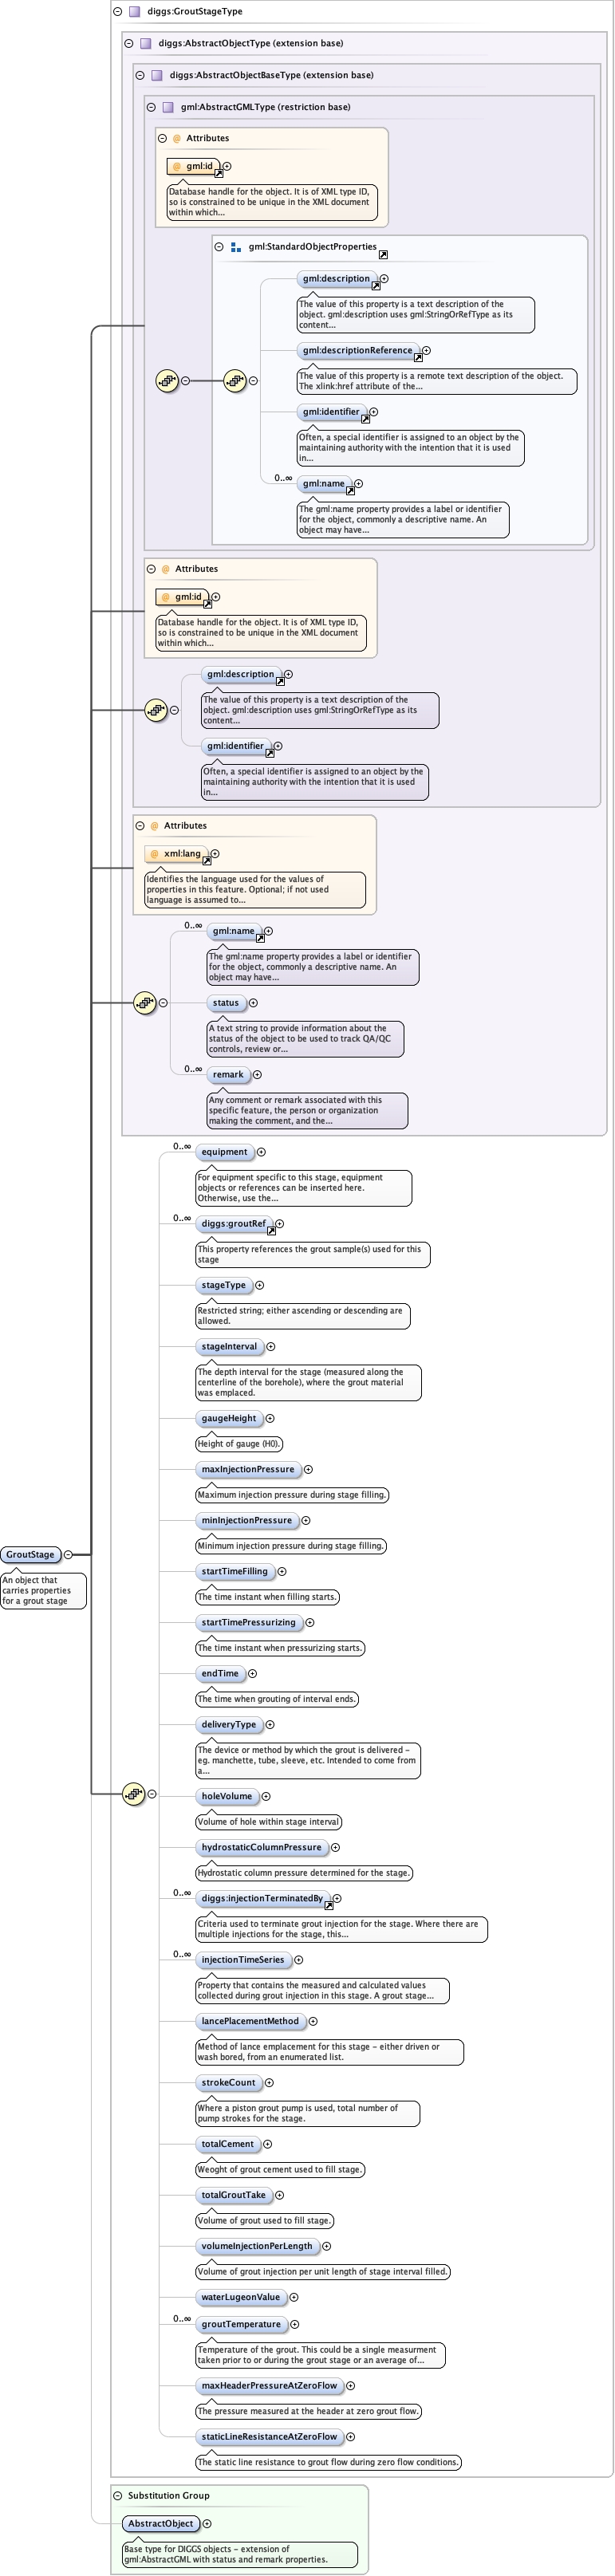 diggs:GroutStageType
diggs:AbstractObjectType (extension base)
diggs:AbstractObjectBaseType (extension base)
gml:AbstractGMLType (restriction base)
@ Attributes
@ gml:id
Database handle for the object. It is of XML type ID,
so is constrained to be unique in the XML document
within which...
gml:StandardObjectProperties
gml:description
The value of this property is a text description of the
object. gml:description uses gml:StringOrRefType as its
content...
gml:descriptionReference
The value of this property is a remote text description of the object.
The xlink:href attribute of the...
gml:identifier
Often, a special identifier is assigned to an object by the
maintaining authority with the intention that it is used
in...
0..∞
gml:name
The gml:name property provides a label or identifier
for the object, commonly a descriptive name. An
object may have...
@ Attributes
@ gml:id
Database handle for the object. It is of XML type ID,
so is constrained to be unique in the XML document
within which...
gml:description
The value of this property is a text description of the
object. gml:description uses gml:StringOrRefType as its
content...
gml:identifier
Often, a special identifier is assigned to an object by the
maintaining authority with the intention that it is used
in...
@ Attributes
@ xml:lang
Identifies the language used for the values of
properties in this feature. Optional; if not used
language is assumed to...
0..∞
gml:name
The gml:name property provides a label or identifier
for the object, commonly a descriptive name. An
object may have...
status
A text string to provide information about the
status of the object to be used to track QA/QC
controls, review or...
0..∞
remark
Any comment or remark associated with this
specific feature, the person or organization
making the comment, and the...
0..∞
equipment
For equipment specific to this stage, equipment
objects or references can be inserted here.
Otherwise, use the...
0..∞
diggs:groutRef
This property references the grout sample(s) used for this
stage
stageType
Restricted string; either ascending or descending are
allowed.
stageInterval
The depth interval for the stage (measured along the
centerline of the borehole), where the grout material
was emplaced.
gaugeHeight
Height of gauge (H0).
maxInjectionPressure
Maximum injection pressure during stage filling.
minInjectionPressure
Minimum injection pressure during stage filling.
GroutStage
An object that
carries properties
for a grout stage
startTimeFilling
The time instant when filling starts.
startTimePressurizing
The time instant when pressurizing starts.
endTime
The time when grouting of interval ends.
deliveryType
The device or method by which the grout is delivered –
eg. manchette, tube, sleeve, etc. Intended to come from
a...
holeVolume
Volume of hole within stage interval
hydrostaticColumnPressure
Hydrostatic column pressure determined for the stage.
0..∞
diggs:injectionTerminatedBy
Criteria used to terminate grout injection for the stage. Where there are
multiple injections for the stage, this...
0..∞
injectionTimeSeries
Property that contains the measured and calculated values
collected during grout injection in this stage. A grout stage...
lancePlacementMethod
Method of lance emplacement for this stage – either driven or
wash bored, from an enumerated list.
strokeCount
Where a piston grout pump is used, total number of
pump strokes for the stage.
totalCement
Weoght of grout cement used to fill stage.
totalGroutTake
Volume of grout used to fill stage.
volumeInjectionPerLength
Volume of grout injection per unit length of stage interval filled.
waterLugeonValue
0..∞
groutTemperature
Temperature of the grout. This could be a single measurment
taken prior to or during the grout stage or an average of...
maxHeaderPressureAtZeroFlow
The pressure measured at the header at zero grout flow.
staticLineResistanceAtZeroFlow
The static line resistance to grout flow during zero flow conditions.
Substitution Group
AbstractObject
Base type for DIGGS objects – extension of
gml:AbstractGML with status and remark properties.